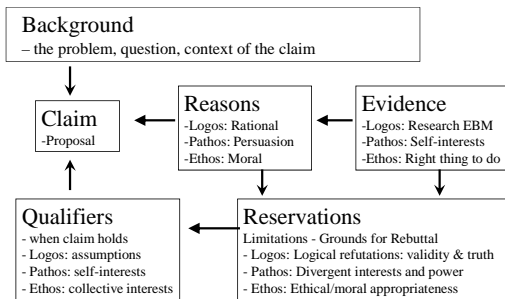 Background
– the problem, question, context of the claim
Claim
-Proposal
Reasons
-Logos: Rational
-Pathos: Persuasion
-Ethos: Moral
Evidence
-Logos: Research EBM
-Pathos: Self-interests
-Ethos: Right thing to do
Qualifiers
- when claim holds
- Logos: assumptions
- Pathos: self-interests
- Ethos: collective interests
Reservations
Limitations - Grounds for Rebuttal
- Logos: Logical refutations: validity & truth
- Pathos: Divergent interests and power
- Ethos: Ethical/moral appropriateness